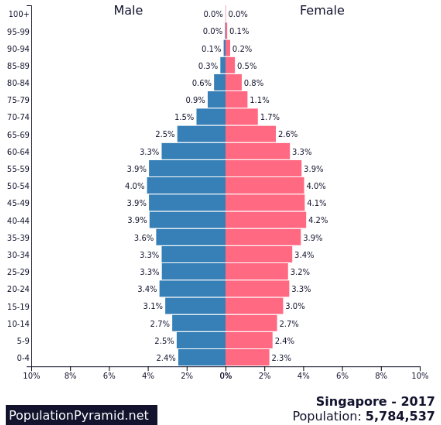 Male Female
100+ 0.0% 0.0%
95-99 0.0% 0.1%
90-94 0.1% 0.2%
85-89 0.3% 0.5%
80-84 0.6% 0.8%
75-79 0.9% 1.1%
70-74 1.5% 1.7%
65-69 2.5% 2.6%
60-64 3.3% 3.3%
55-59 3.9% 3.9%
50-54 4.0% 4.0%
45-49 3.9% 4.1%
40-44 3.9% 4.2%
35-39 3.6% 3.9%
30-34 3.3% 3.4%
25-29 3.3% 3.2%
20-24 3.4% 3.3%
15-19 3.1% 3.0%
10-14 2.7% 2.7%
5-9 2.5% 2.4%
0-4 2.4% 2.3%
10% 8% 6% 4% 2% 0% 2% 4% 6% 8% 10%
Singapore - 2017
PopulationPyramid.net Population: 5,784,537